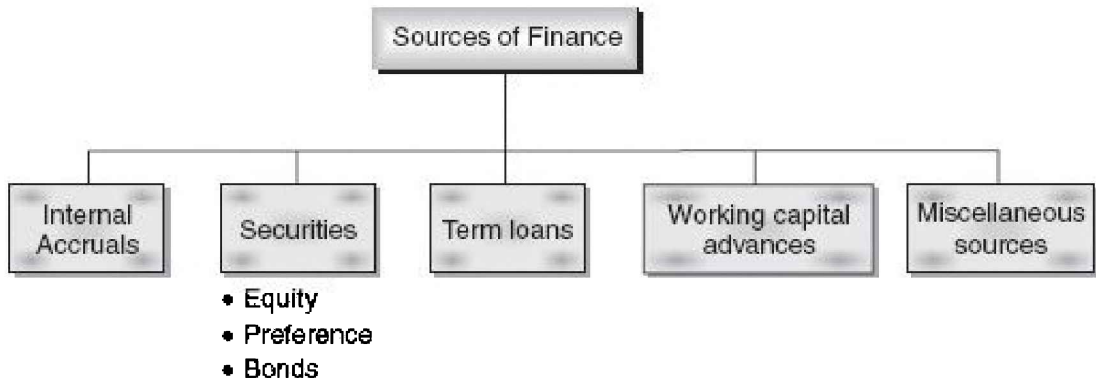 Sources of Finance
Internal
Accruals
Securities
Term loans
Working capital
advances
Miscellaneous
sources
• Equity
• Preference
• Bonds